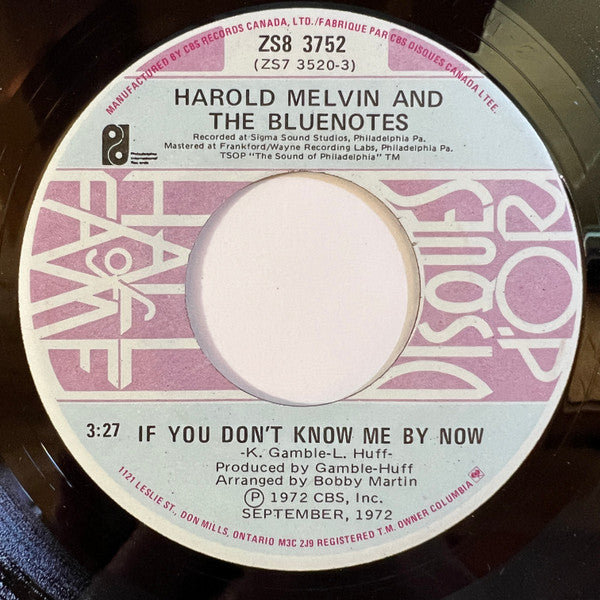 MANUFACTURED BY CBS RECORDS CANADA, LTD./FABRIQUE PAR CBS DISQUES CANADA LTEE.
ZS8 3752
(ZS7 3520-3)
HAROLD MELVIN AND
THE BLUENOTES
Recorded at Sigma Sound Studios, Philadelphia Pa.
Mastered at Frankford/Wayne Recording Labs, Philadelphia Pa.
TSOP "The Sound of Philadelphia" TM
Philadelphia
International
Records
HALL
OF
FAME
DISQUES
D'OR
3:27 IF YOU DON'T KNOW ME BY NOW
-K. Gamble-L. Huff-
Produced by Gamble-Huff
Arranged by Bobby Martin
Ⓟ 1972 CBS, Inc.
SEPTEMBER, 1972
1121 LESLIE ST., DON MILLS, ONTARIO M3C 2J9 REGISTERED T.M. OWNER COLUMBIA